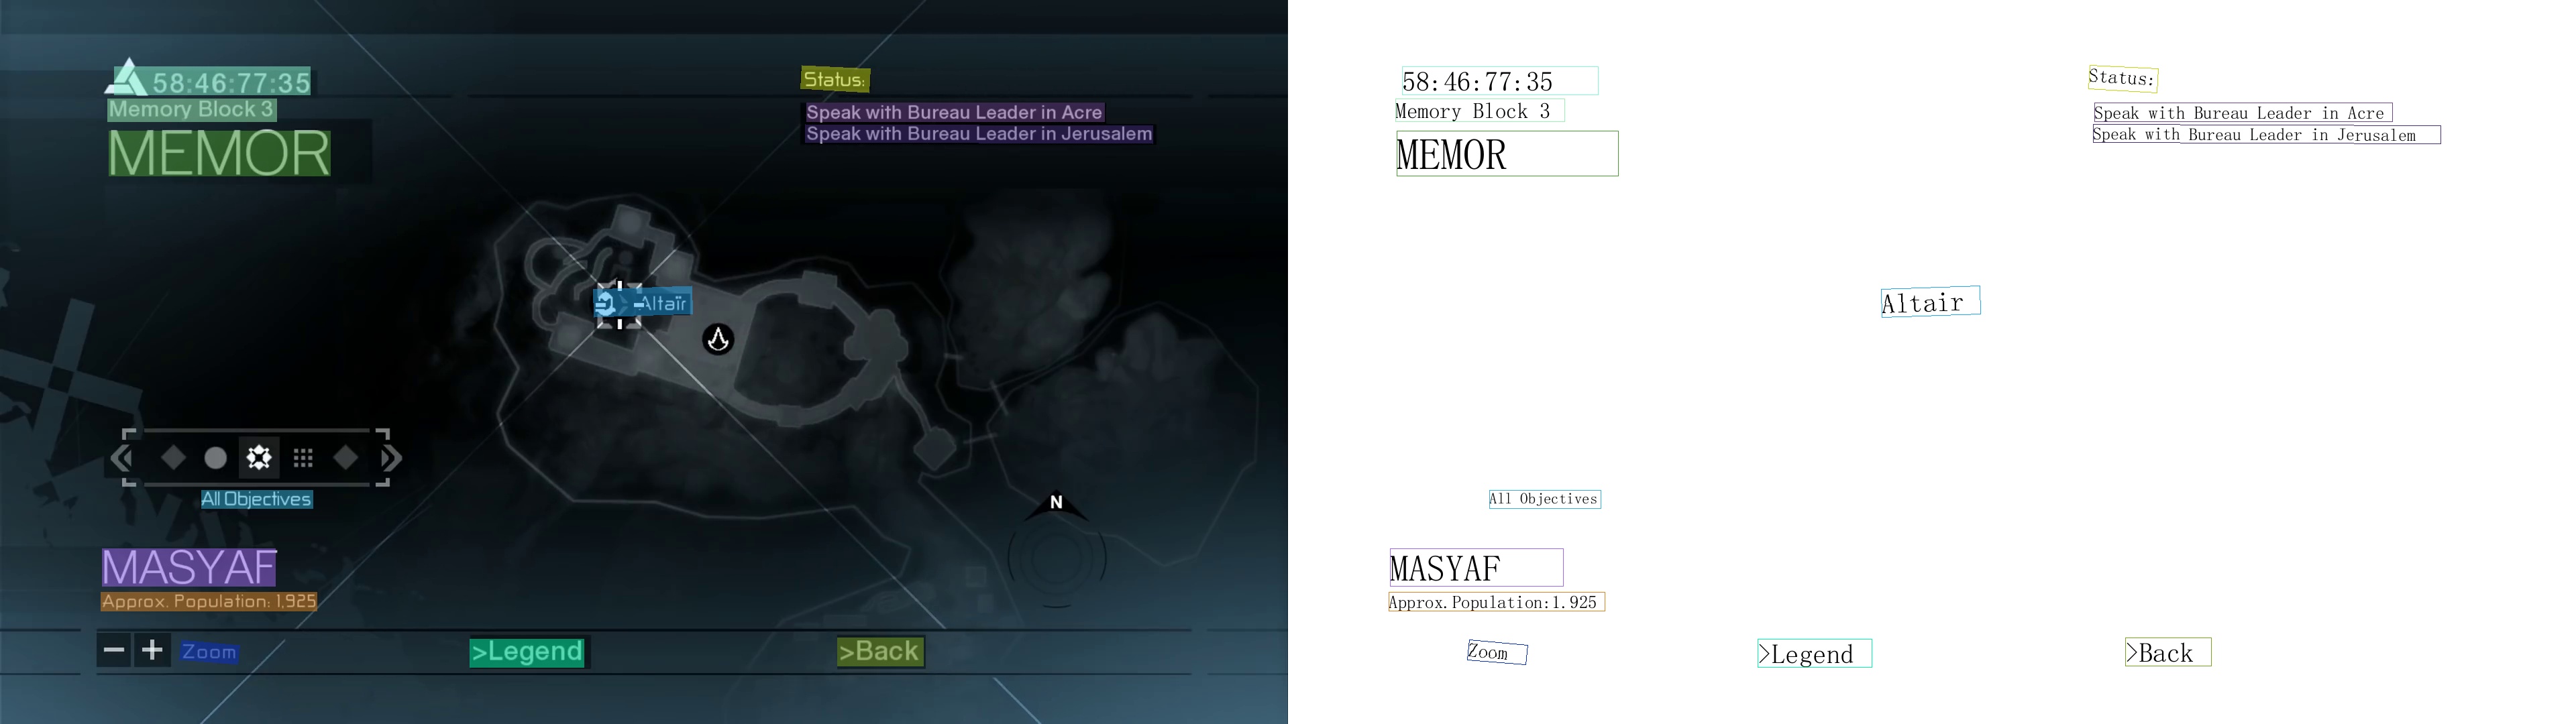 58:46:77:35
Memory Block 3
MEMOR
Status:
Speak with Bureau Leader in Acre
Speak with Bureau Leader in Jerusalem
Altaïr
N
All Objectives
MASYAF
Approx. Population: 1,925
Zoom
>Legend
>Back
58:46:77:35
Memory Block 3
MEMOR
Status:
Speak with Bureau Leader in Acre
Speak with Bureau Leader in Jerusalem
Altair
All Objectives
MASYAF
Approx.Population:1.925
Zoom
>Legend
>Back